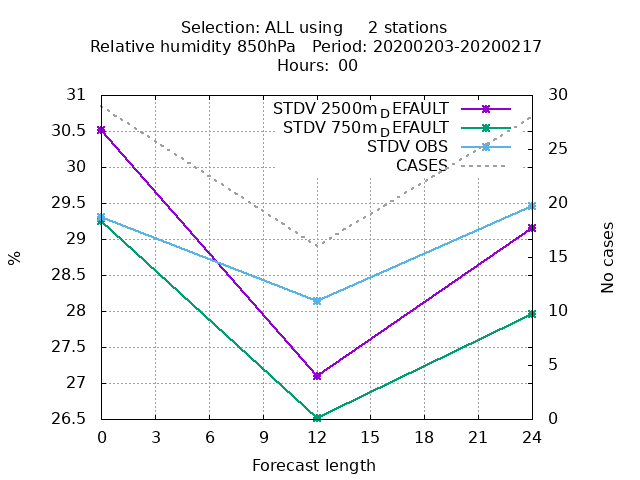 Selection: ALL using     2 stations
Relative humidity 850hPa   Period: 20200203-20200217
Hours: 00
STDV 2500m_DEFAULT
STDV 750m_DEFAULT
STDV OBS
CASES
31
30.5
30
29.5
29
28.5
28
27.5
27
26.5
%
30
25
20
15
10
5
0
No cases
0 3 6 9 12 15 18 21 24
Forecast length